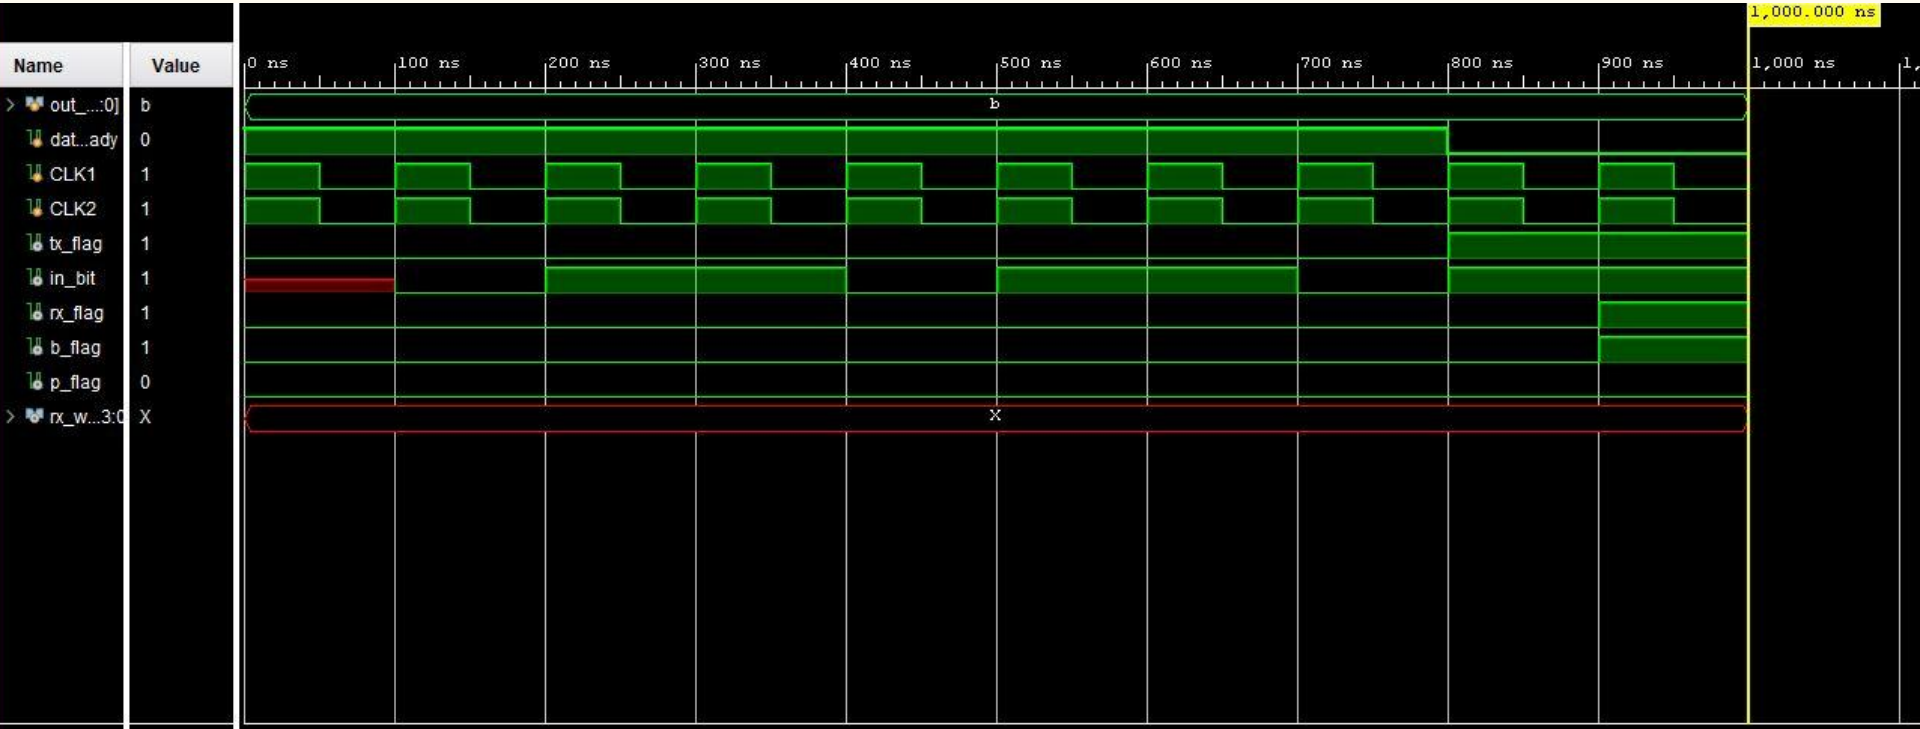 1,000.000 ns
Name Value 0 ns 100 ns 200 ns 300 ns 400 ns 500 ns 600 ns 700 ns 800 ns 900 ns 1,000 ns 1,
out_...:0] b b
dat...ady 0
CLK1 1
CLK2 1
tx_flag 1
in_bit 1
rx_flag 1
b_flag 1
p_flag 0
rx_w...3:0 X X